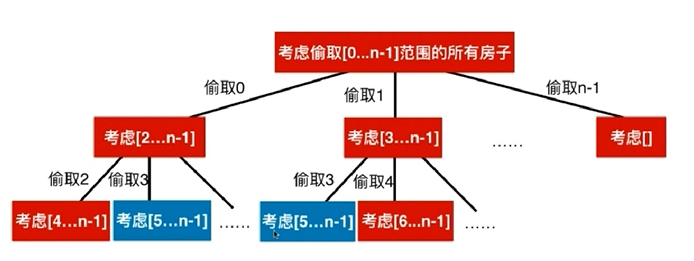 考虑偷取[0...n-1]范围的所有房子
偷取0
偷取1
偷取n-1
考虑[2...n-1]
考虑[3...n-1]
......
考虑[]
偷取2
偷取3
偷取3
偷取4
考虑[4...n-1]
考虑[5...n-1]
......
考虑[5...n-1]
考虑[6...n-1]
......